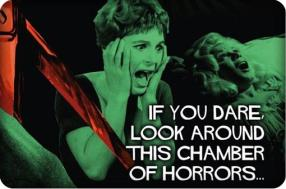 IF YOU DARE,
LOOK AROUND
THIS CHAMBER
OF HORRORS...